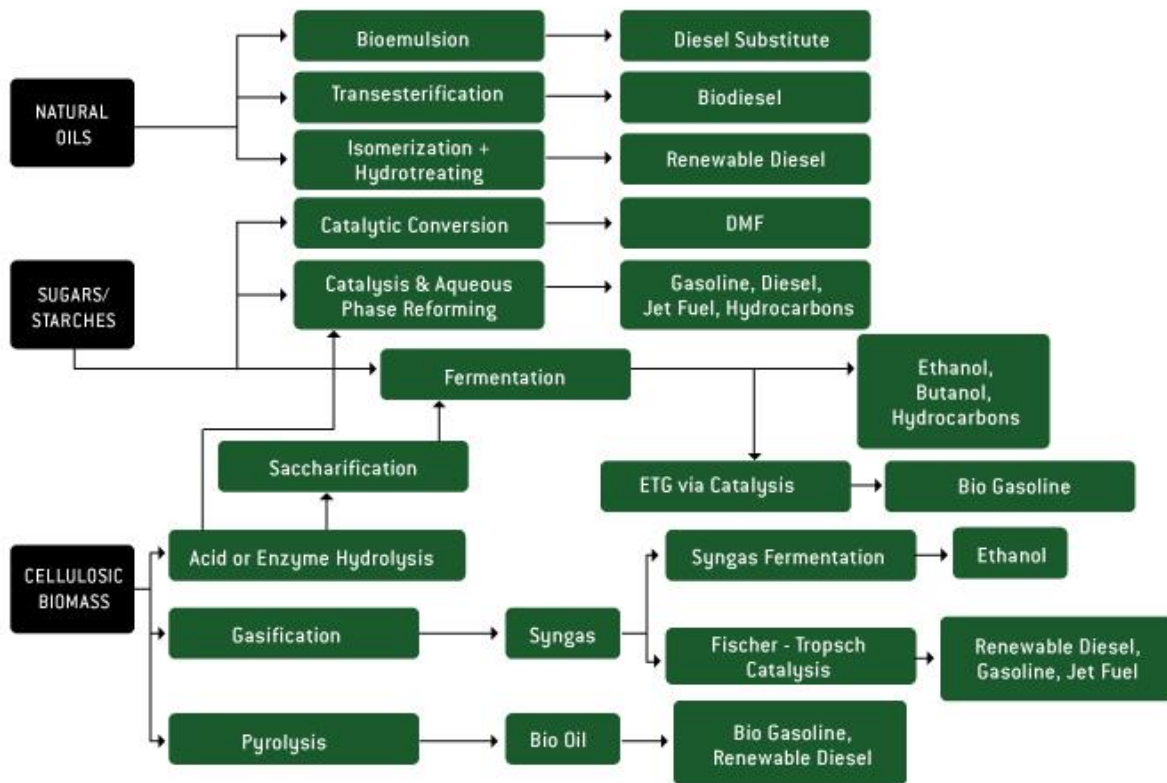 Bioemulsion
Diesel Substitute
NATURAL
OILS
Transesterification
Biodiesel
Isomerization +
Hydrotreating
Renewable Diesel
Catalytic Conversion
DMF
SUGARS/
STARCHES
Catalysis & Aqueous
Phase Reforming
Gasoline, Diesel,
Jet Fuel, Hydrocarbons
Fermentation
Ethanol,
Butanol,
Hydrocarbons
Saccharification
ETG via Catalysis
Bio Gasoline
CELLULOSIC
BIOMASS
Acid or Enzyme Hydrolysis
Syngas Fermentation
Ethanol
Gasification
Syngas
Fischer - Tropsch
Catalysis
Renewable Diesel,
Gasoline, Jet Fuel
Pyrolysis
Bio Oil
Bio Gasoline,
Renewable Diesel